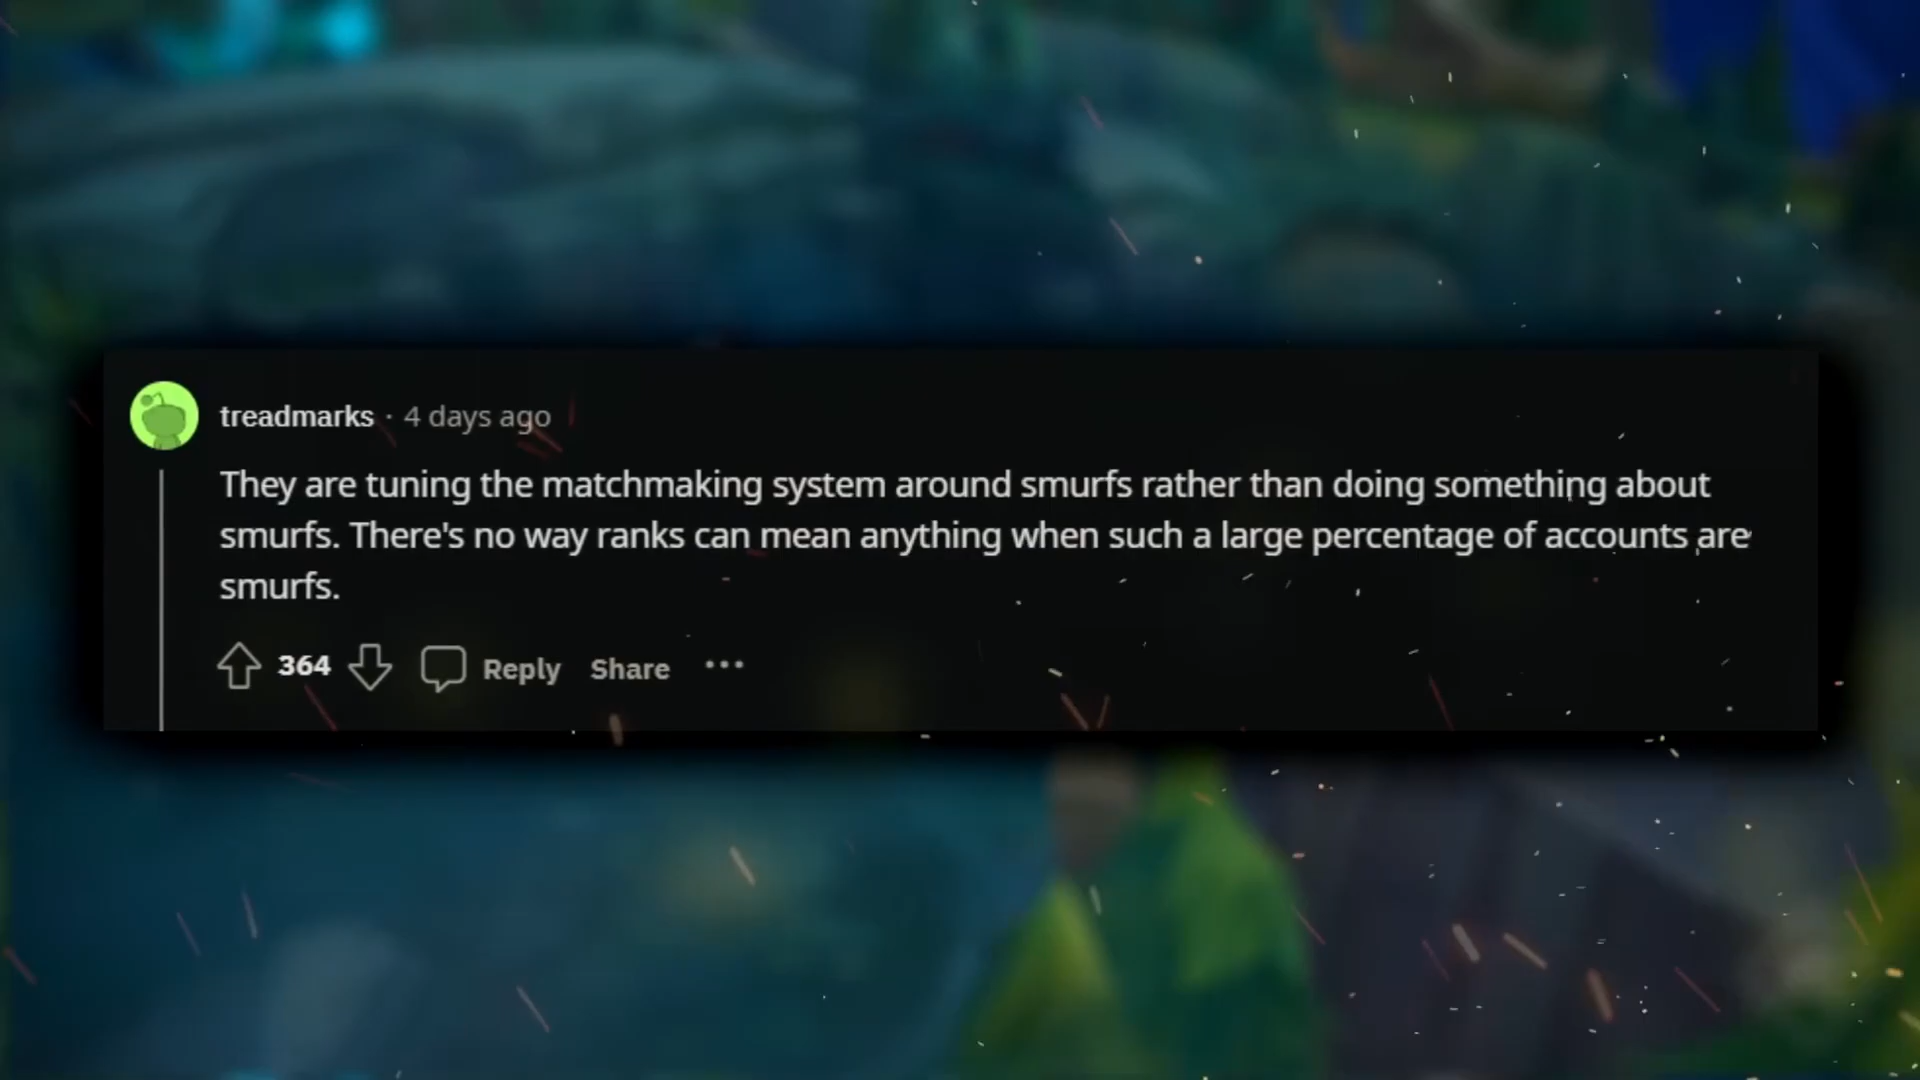 treadmarks · 4 days ago
They are tuning the matchmaking system around smurfs rather than doing something about
smurfs. There's no way ranks can mean anything when such a large percentage of accounts are
smurfs.
364 Reply Share ···